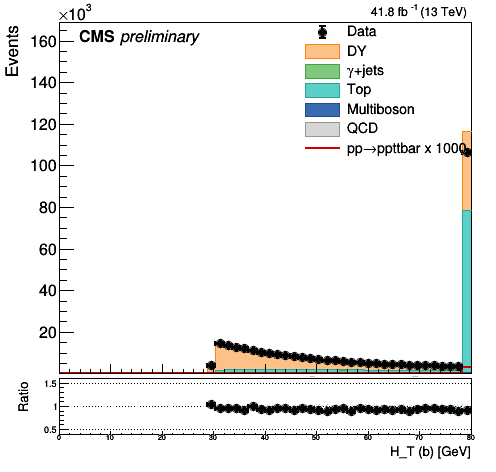 ×10³
41.8 fb⁻¹ (13 TeV)
Events
160
140
120
100
80
60
40
20
CMS preliminary
Data
DY
γ+jets
Top
Multiboson
QCD
pp→ppttbar x 1000
Ratio
1.5
1
0.5
0 10 20 30 40 50 60 70 80
H_T (b) [GeV]